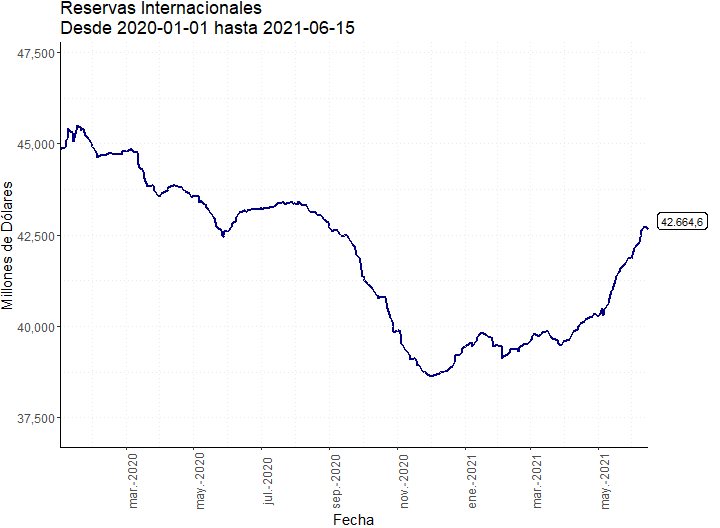 Reservas Internacionales
Desde 2020-01-01 hasta 2021-06-15
47,500
45,000
42,500
40,000
37,500
Millones de Dólares
42.664,6
mar.-2020
may.-2020
jul.-2020
sep.-2020
nov.-2020
ene.-2021
mar.-2021
may.-2021
Fecha